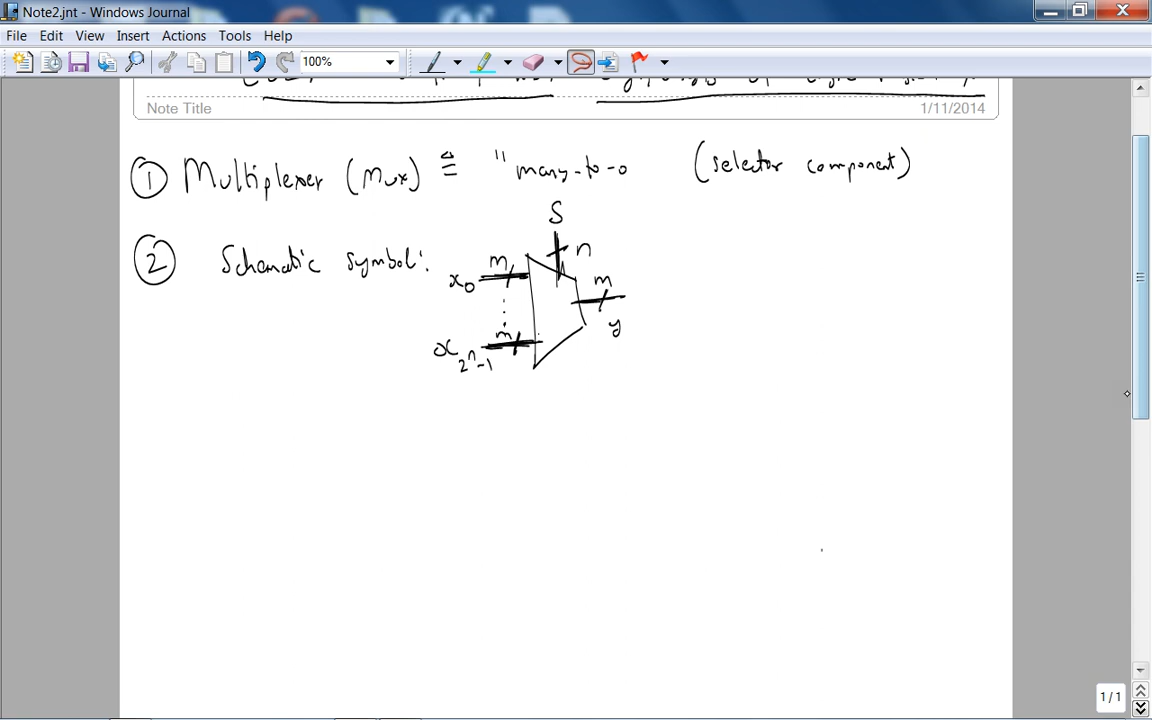 Note2.jnt - Windows Journal
File Edit View Insert Actions Tools Help
100%
Note Title 1/11/2014
① Multiplexer (Mux) ≙ "many-to-o (selector component)
S
② Schematic symbol:
n
m
m
x₀
y
m
x₂ⁿ₋₁
1 / 1